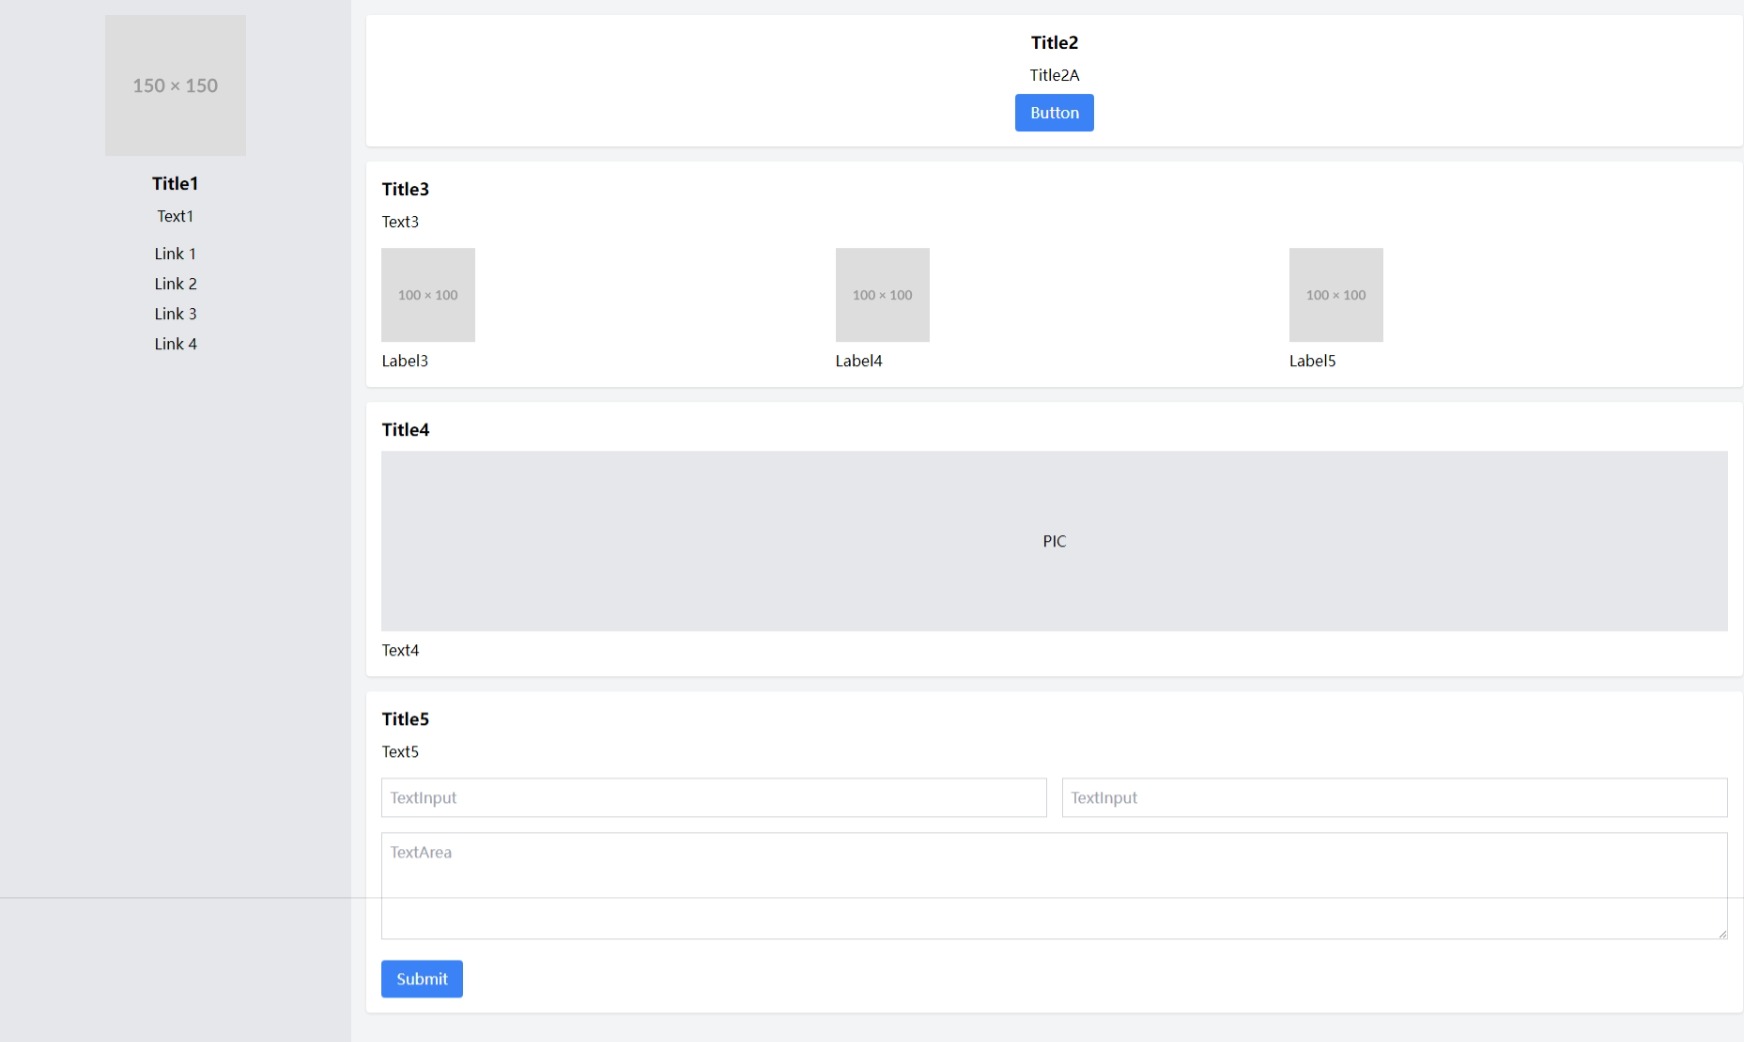 150 × 150
Title1
Text1
Link 1
Link 2
Link 3
Link 4
Title2
Title2A
Button
Title3
Text3
100 × 100
100 × 100
100 × 100
Label3
Label4
Label5
Title4
PIC
Text4
Title5
Text5
TextInput
TextInput
TextArea
Submit